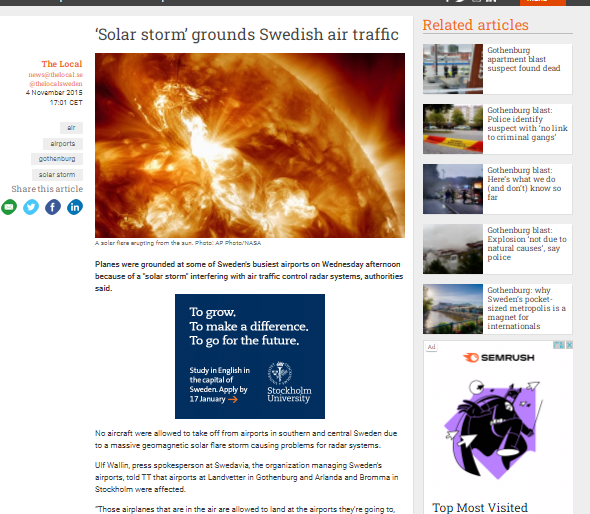 ‘Solar storm’ grounds Swedish air traffic
The Local
news@thelocal.se
@thelocalsweden
4 November 2015
17:01 CET
air
airports
gothenburg
solar storm
Share this article
A solar flare erupting from the sun. Photo: AP Photo/NASA
Planes were grounded at some of Sweden's busiest airports on Wednesday afternoon
because of a "solar storm" interfering with air traffic control radar systems, authorities
said.
To grow.
To make a difference.
To go for the future.
Study in English in
the capital of
Sweden. Apply by
17 January →
Stockholm
University
No aircraft were allowed to take off from airports in southern and central Sweden due
to a massive geomagnetic solar flare storm causing problems for radar systems.
Ulf Wallin, press spokesperson at Swedavia, the organization managing Sweden's
airports, told TT that airports at Landvetter in Gothenburg and Arlanda and Bromma in
Stockholm were affected.
"Those airplanes that are in the air are allowed to land at the airports they're going to,
Related articles
Gothenburg
apartment blast
suspect found dead
Gothenburg blast:
Police identify
suspect with ‘no link
to criminal gangs’
Gothenburg blast:
Here’s what we do
(and don’t) know so
far
Gothenburg blast:
Explosion ‘not due to
natural causes’, say
police
Gothenburg: why
Sweden’s pocket-
sized metropolis is a
magnet for
internationals
Ad
SEMRUSH
Top Most Visited